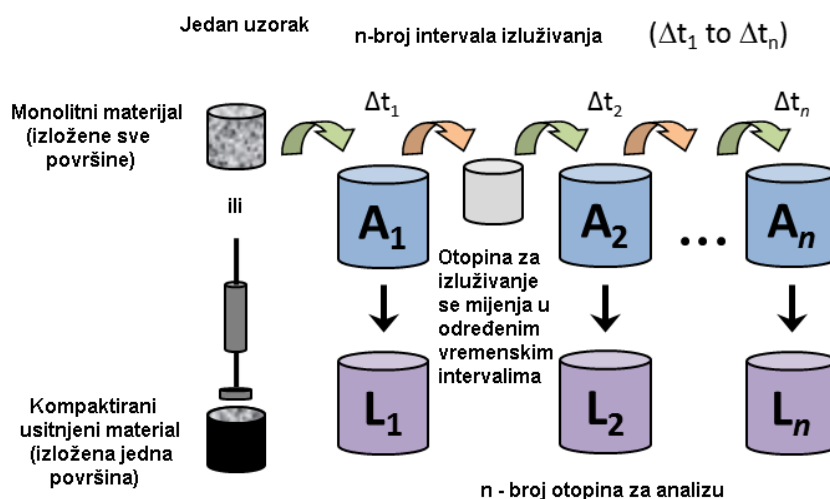 Jedan uzorak
n-broj intervala izluživanja
(Δt₁ to Δtₙ)
Monolitni materijal
(izložene sve
površine)
Δt₁
Δt₂
Δtₙ
ili
A₁
A₂
...
Aₙ
Otopina za
izluživanje
se mijenja u
određenim
vremenskim
intervalima
Kompaktirani
usitnjeni material
(izložena jedna
površina)
L₁
L₂
Lₙ
n - broj otopina za analizu